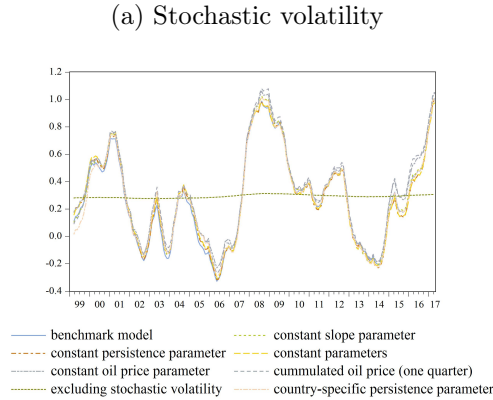 (a) Stochastic volatility
1.2
1.0
0.8
0.6
0.4
0.2
0.0
-0.2
-0.4
99 00 01 02 03 04 05 06 07 08 09 10 11 12 13 14 15 16 17
benchmark model constant slope parameter
constant persistence parameter constant parameters
constant oil price parameter cummulated oil price (one quarter)
excluding stochastic volatility country-specific persistence parameter